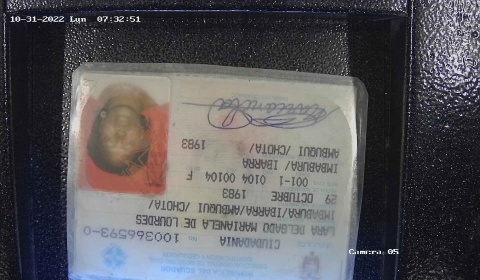 10-31-2022 Lun 07:32:51
CIUDADANIA 100366593-0
LARA DELGADO MARIANELA DE LOURDES
IMBABURA/IBARRA/AMBUQUI/CHOTA/
29 OCTUBRE 1983
001-1 0104 00104 F
IMBABURA/ IBARRA
AMBUQUI /CHOTA/ 1983
Camera 05